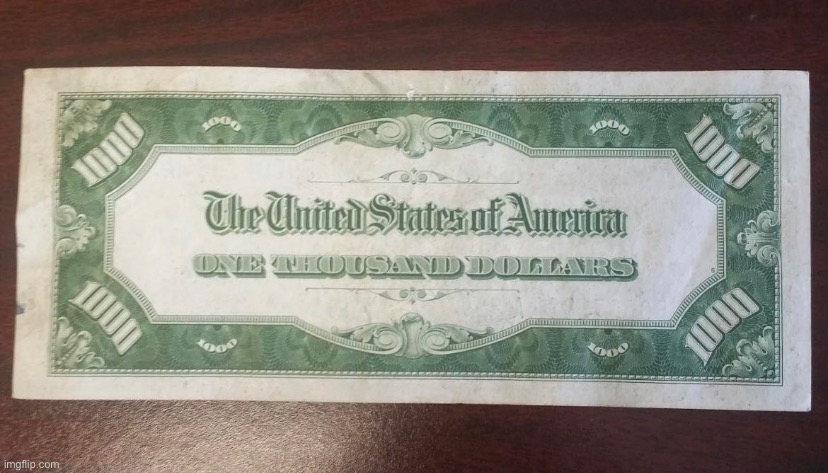 1000 1000 1000 1000
The United States of America
ONE THOUSAND DOLLARS
1000 1000 1000 1000
imgflip.com